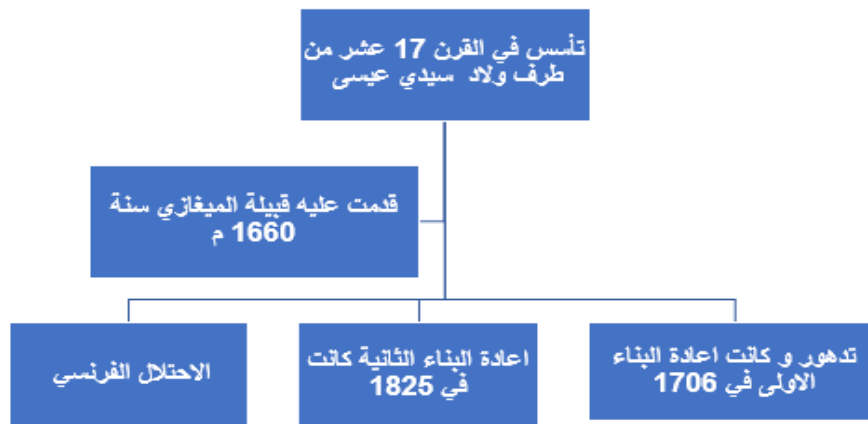 تأسس في القرن 17 عشر من
طرف ولاد سيدي عيسى
قدمت عليه قبيلة الميغازي سنة
1660 م
تدهور و كانت اعادة البناء
الاولى في 1706
اعادة البناء الثانية كانت
في 1825
الاحتلال الفرنسي